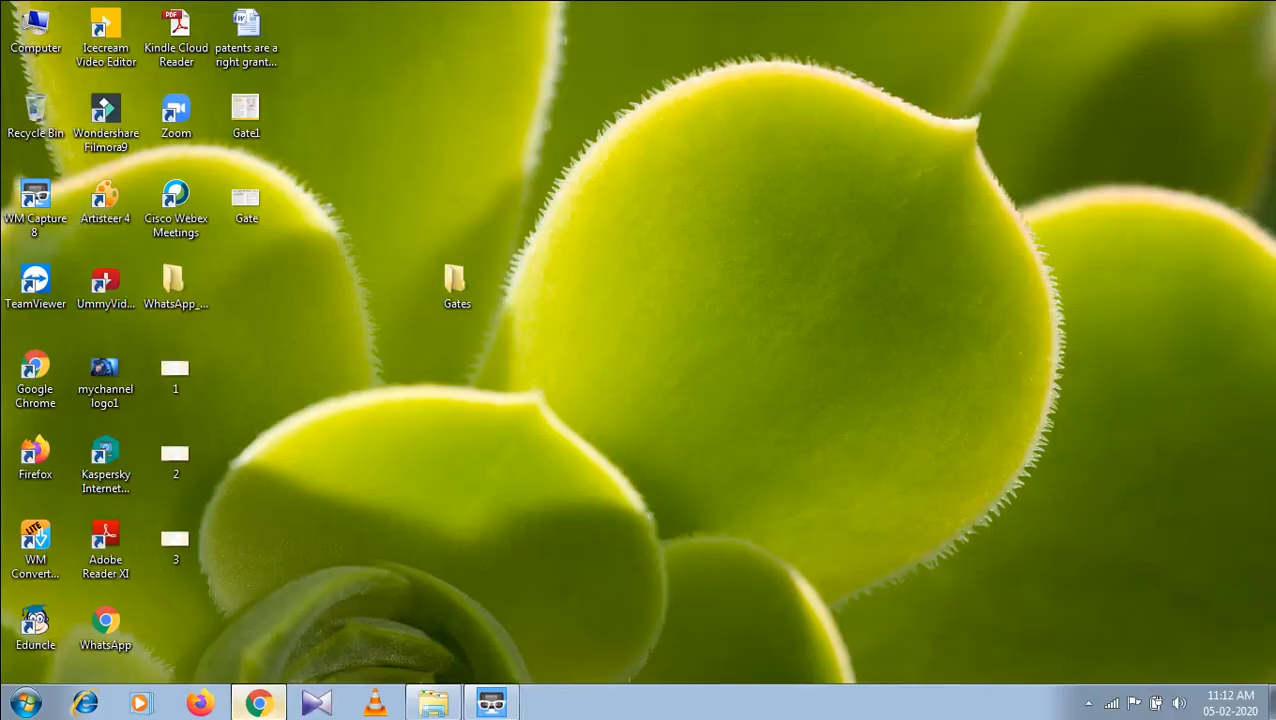 Computer
Icecream
Video Editor
Kindle Cloud
Reader
patents are a
right grant...
Recycle Bin
Wondershare
Filmora9
Zoom
Gate1
WM Capture
8
Artisteer 4
Cisco Webex
Meetings
Gate
TeamViewer
UmmyVid...
WhatsApp_...
Gates
Google
Chrome
mychannel
logo1
1
Firefox
Kaspersky
Internet...
2
LITE
WM
Convert...
Adobe
Reader XI
3
Eduncle
WhatsApp
11:12 AM
05-02-2020